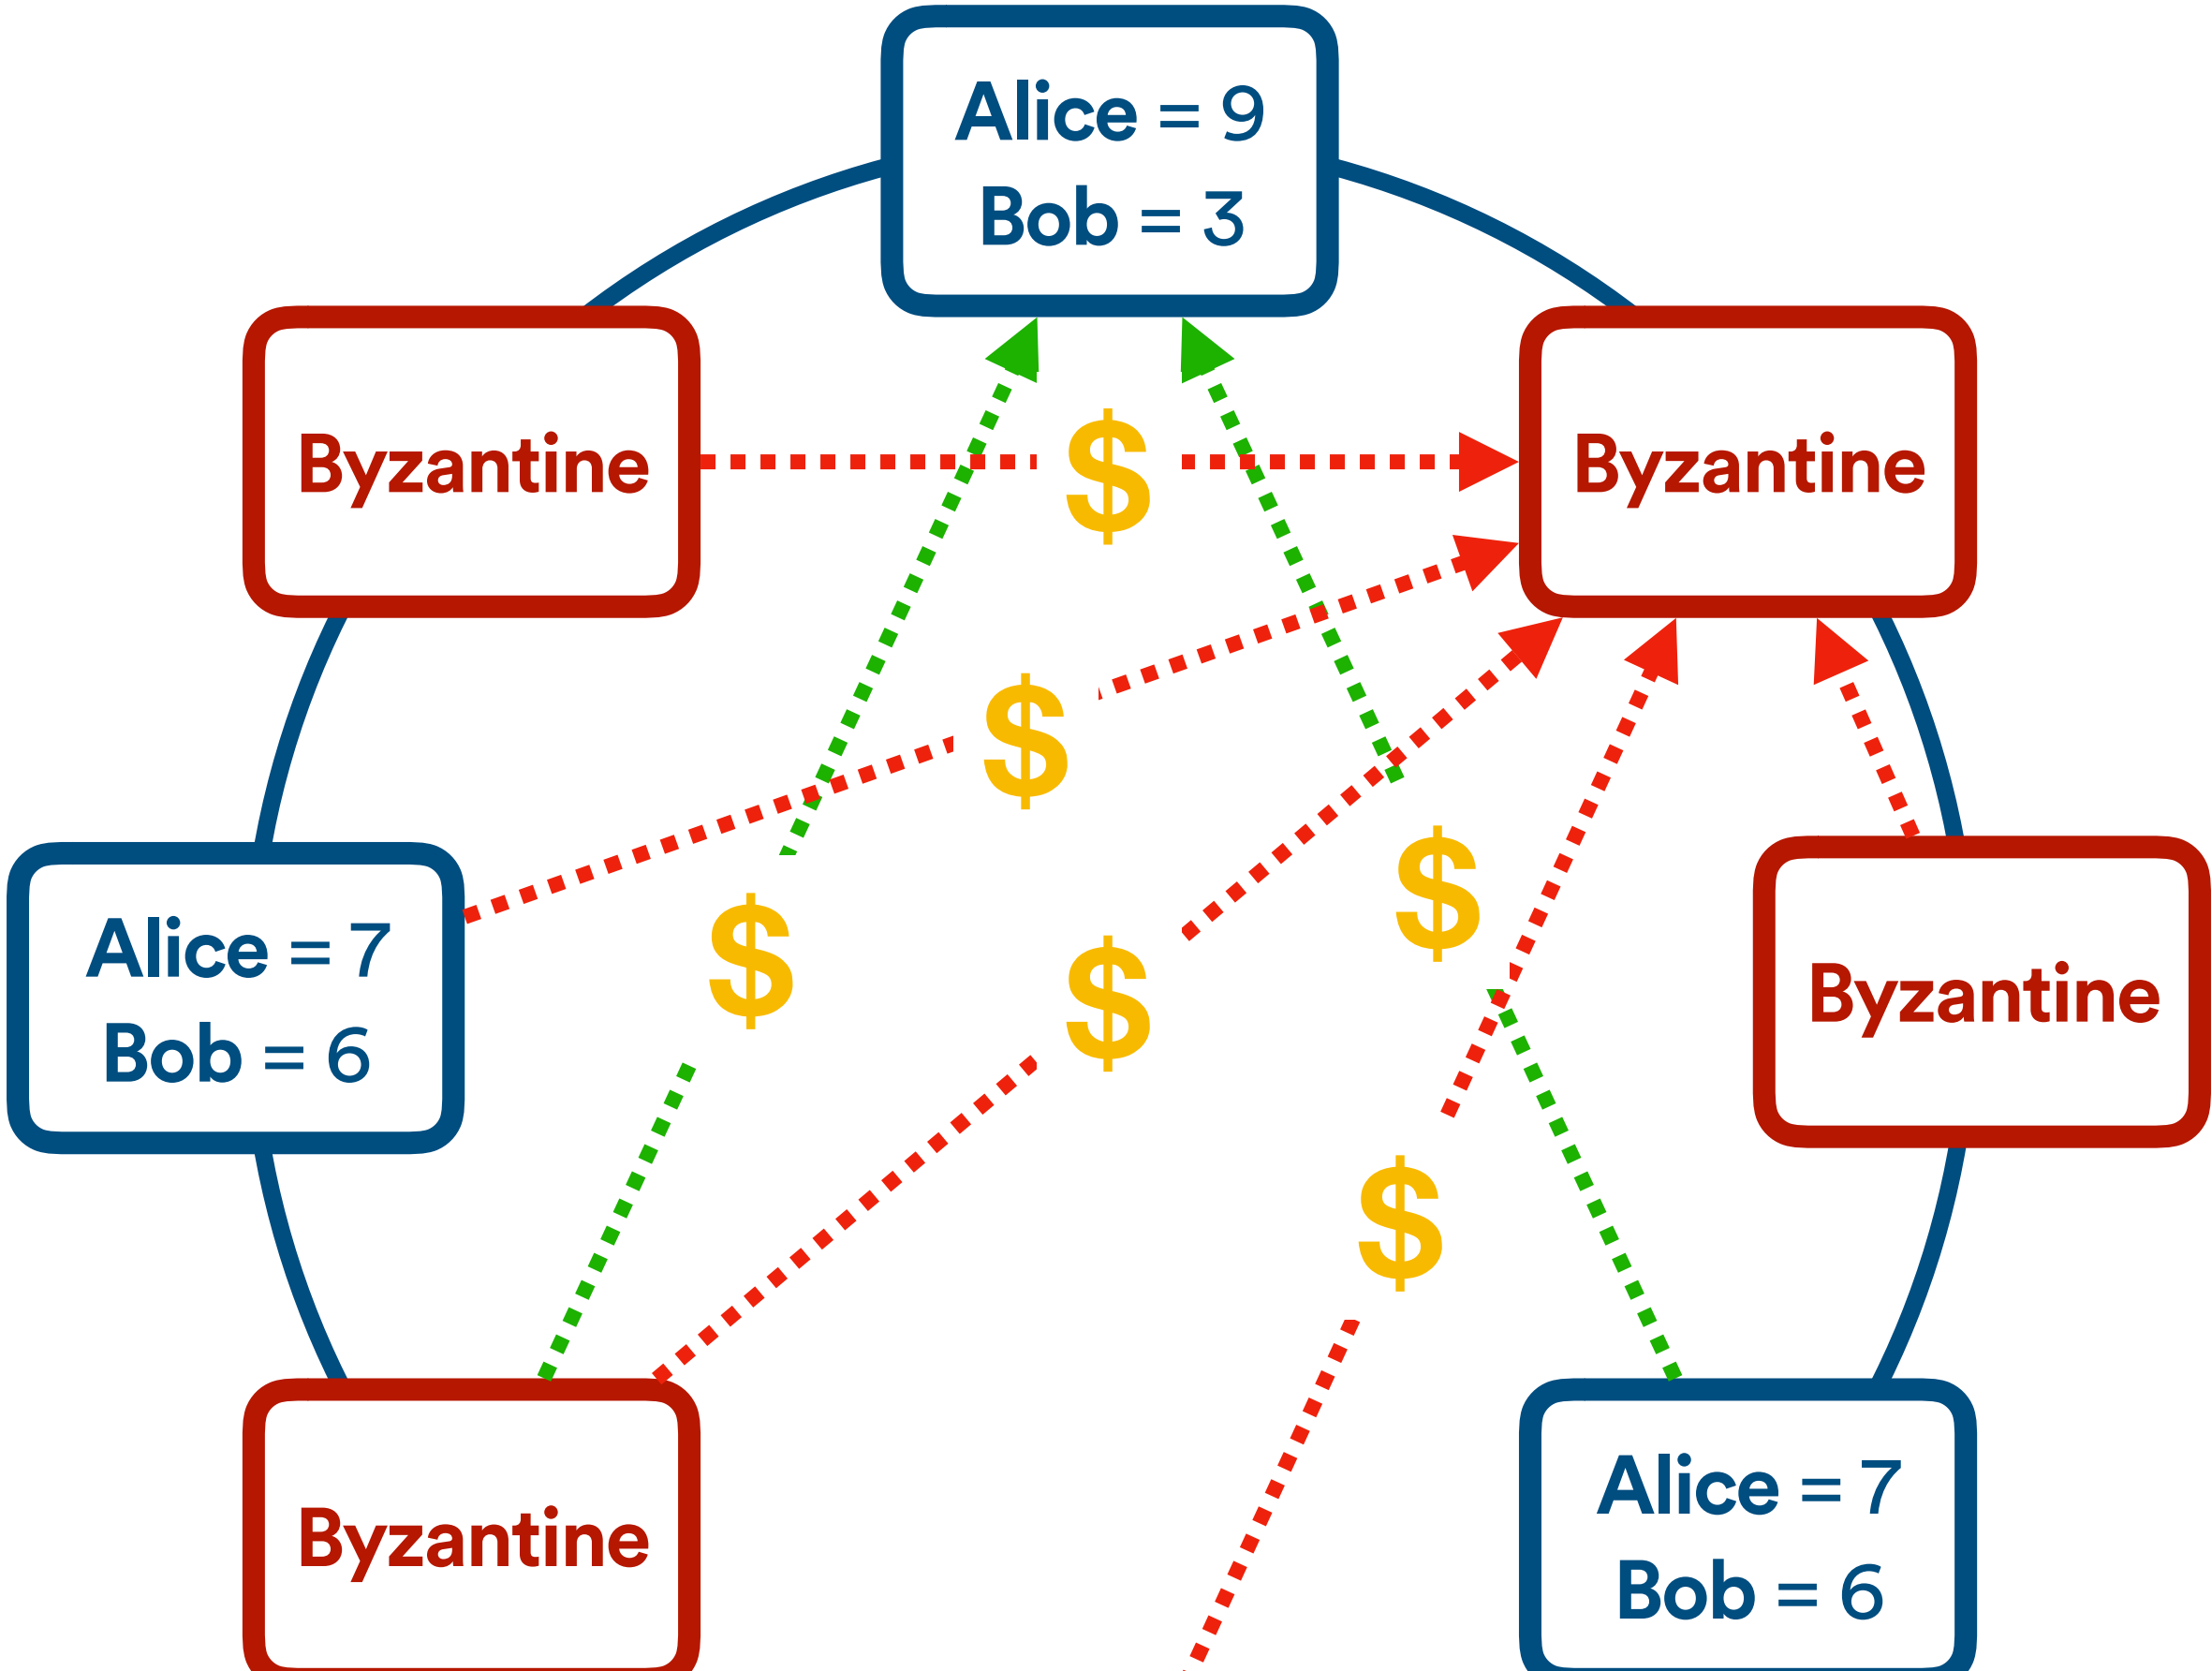 Alice = 9
Bob = 3
Byzantine
Byzantine
$
$
Alice = 7
Bob = 6
$
$
$
Byzantine
$
Byzantine
Alice = 7
Bob = 6